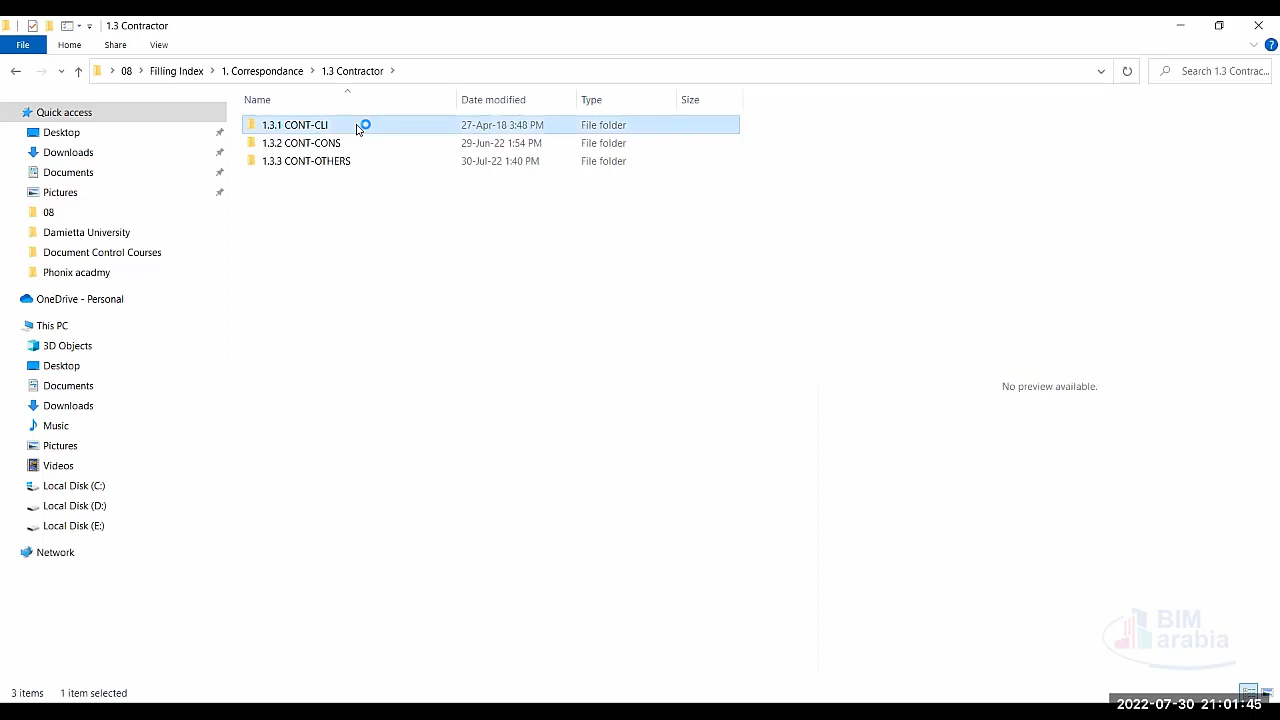 1.3 Contractor
File Home Share View
08 Filling Index 1. Correspondance 1.3 Contractor Search 1.3 Contrac...
Name Date modified Type Size
Quick access
Desktop
Downloads
Documents
Pictures
08
Damietta University
Document Control Courses
Phonix acadmy
OneDrive - Personal
This PC
3D Objects
Desktop
Documents
Downloads
Music
Pictures
Videos
Local Disk (C:)
Local Disk (D:)
Local Disk (E:)
Network
1.3.1 CONT-CLI 27-Apr-18 3:48 PM File folder
1.3.2 CONT-CONS 29-Jun-22 1:54 PM File folder
1.3.3 CONT-OTHERS 30-Jul-22 1:40 PM File folder
No preview available.
BIM
arabia
3 items 1 item selected
2022-07-30 21:01:45